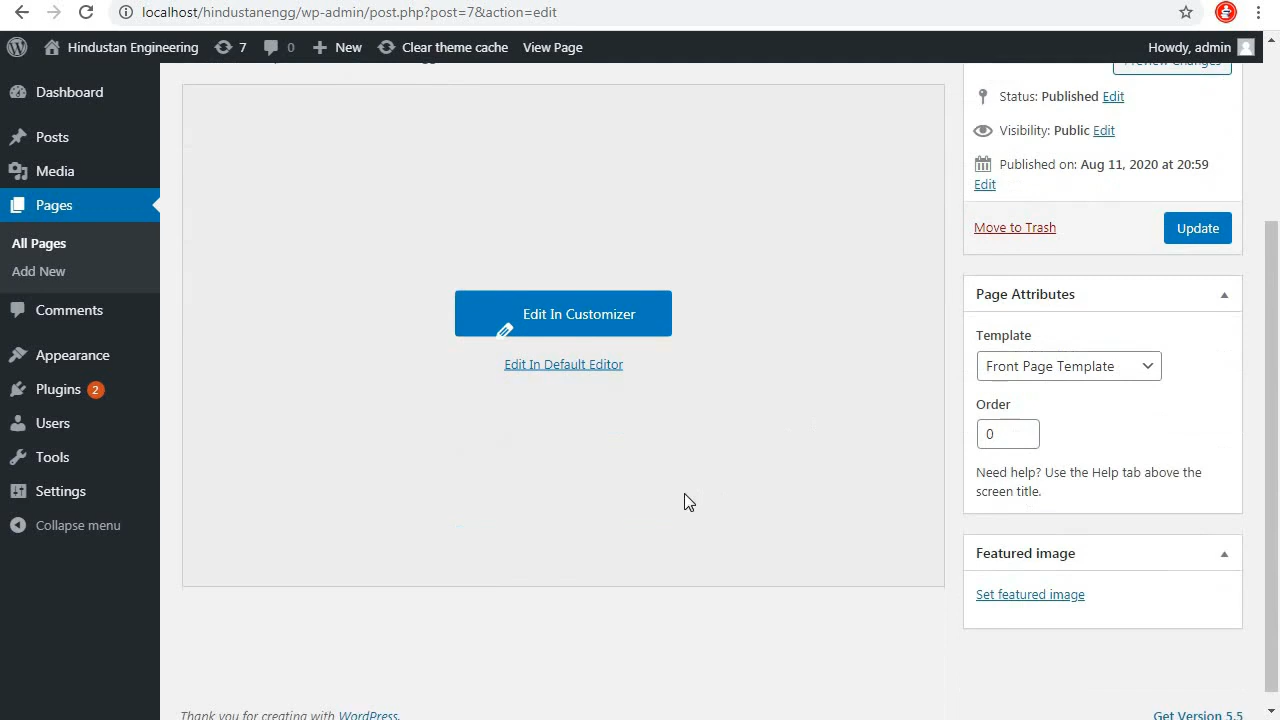 localhost/hindustanengg/wp-admin/post.php?post=7&action=edit
Hindustan Engineering 7 0 New Clear theme cache View Page Howdy, admin
Dashboard
Posts
Media
Pages
All Pages
Add New
Comments
Appearance
Plugins 2
Users
Tools
Settings
Collapse menu
Edit In Customizer
Edit In Default Editor
Preview Changes
Status: Published Edit
Visibility: Public Edit
Published on: Aug 11, 2020 at 20:59
Edit
Move to Trash Update
Page Attributes
Template
Front Page Template
Order
0
Need help? Use the Help tab above the
screen title.
Featured image
Set featured image
Thank you for creating with WordPress.
Get Version 5.5